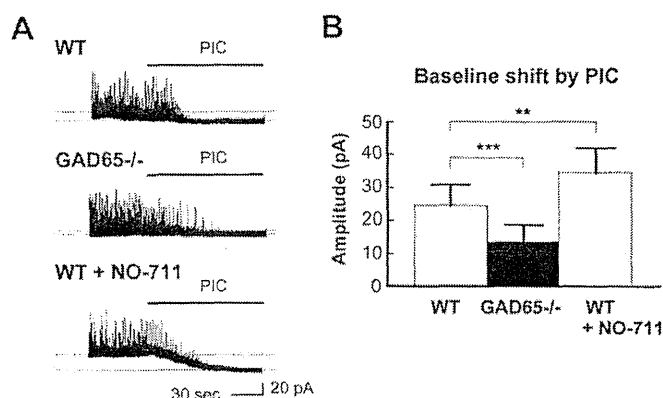 A
WT
PIC
GAD65-/-
PIC
WT + NO-711
PIC
30 sec
20 pA
B
Baseline shift by PIC
Amplitude (pA)
50
40
30
20
10
0
**
***
WT
GAD65-/-
WT
+ NO-711